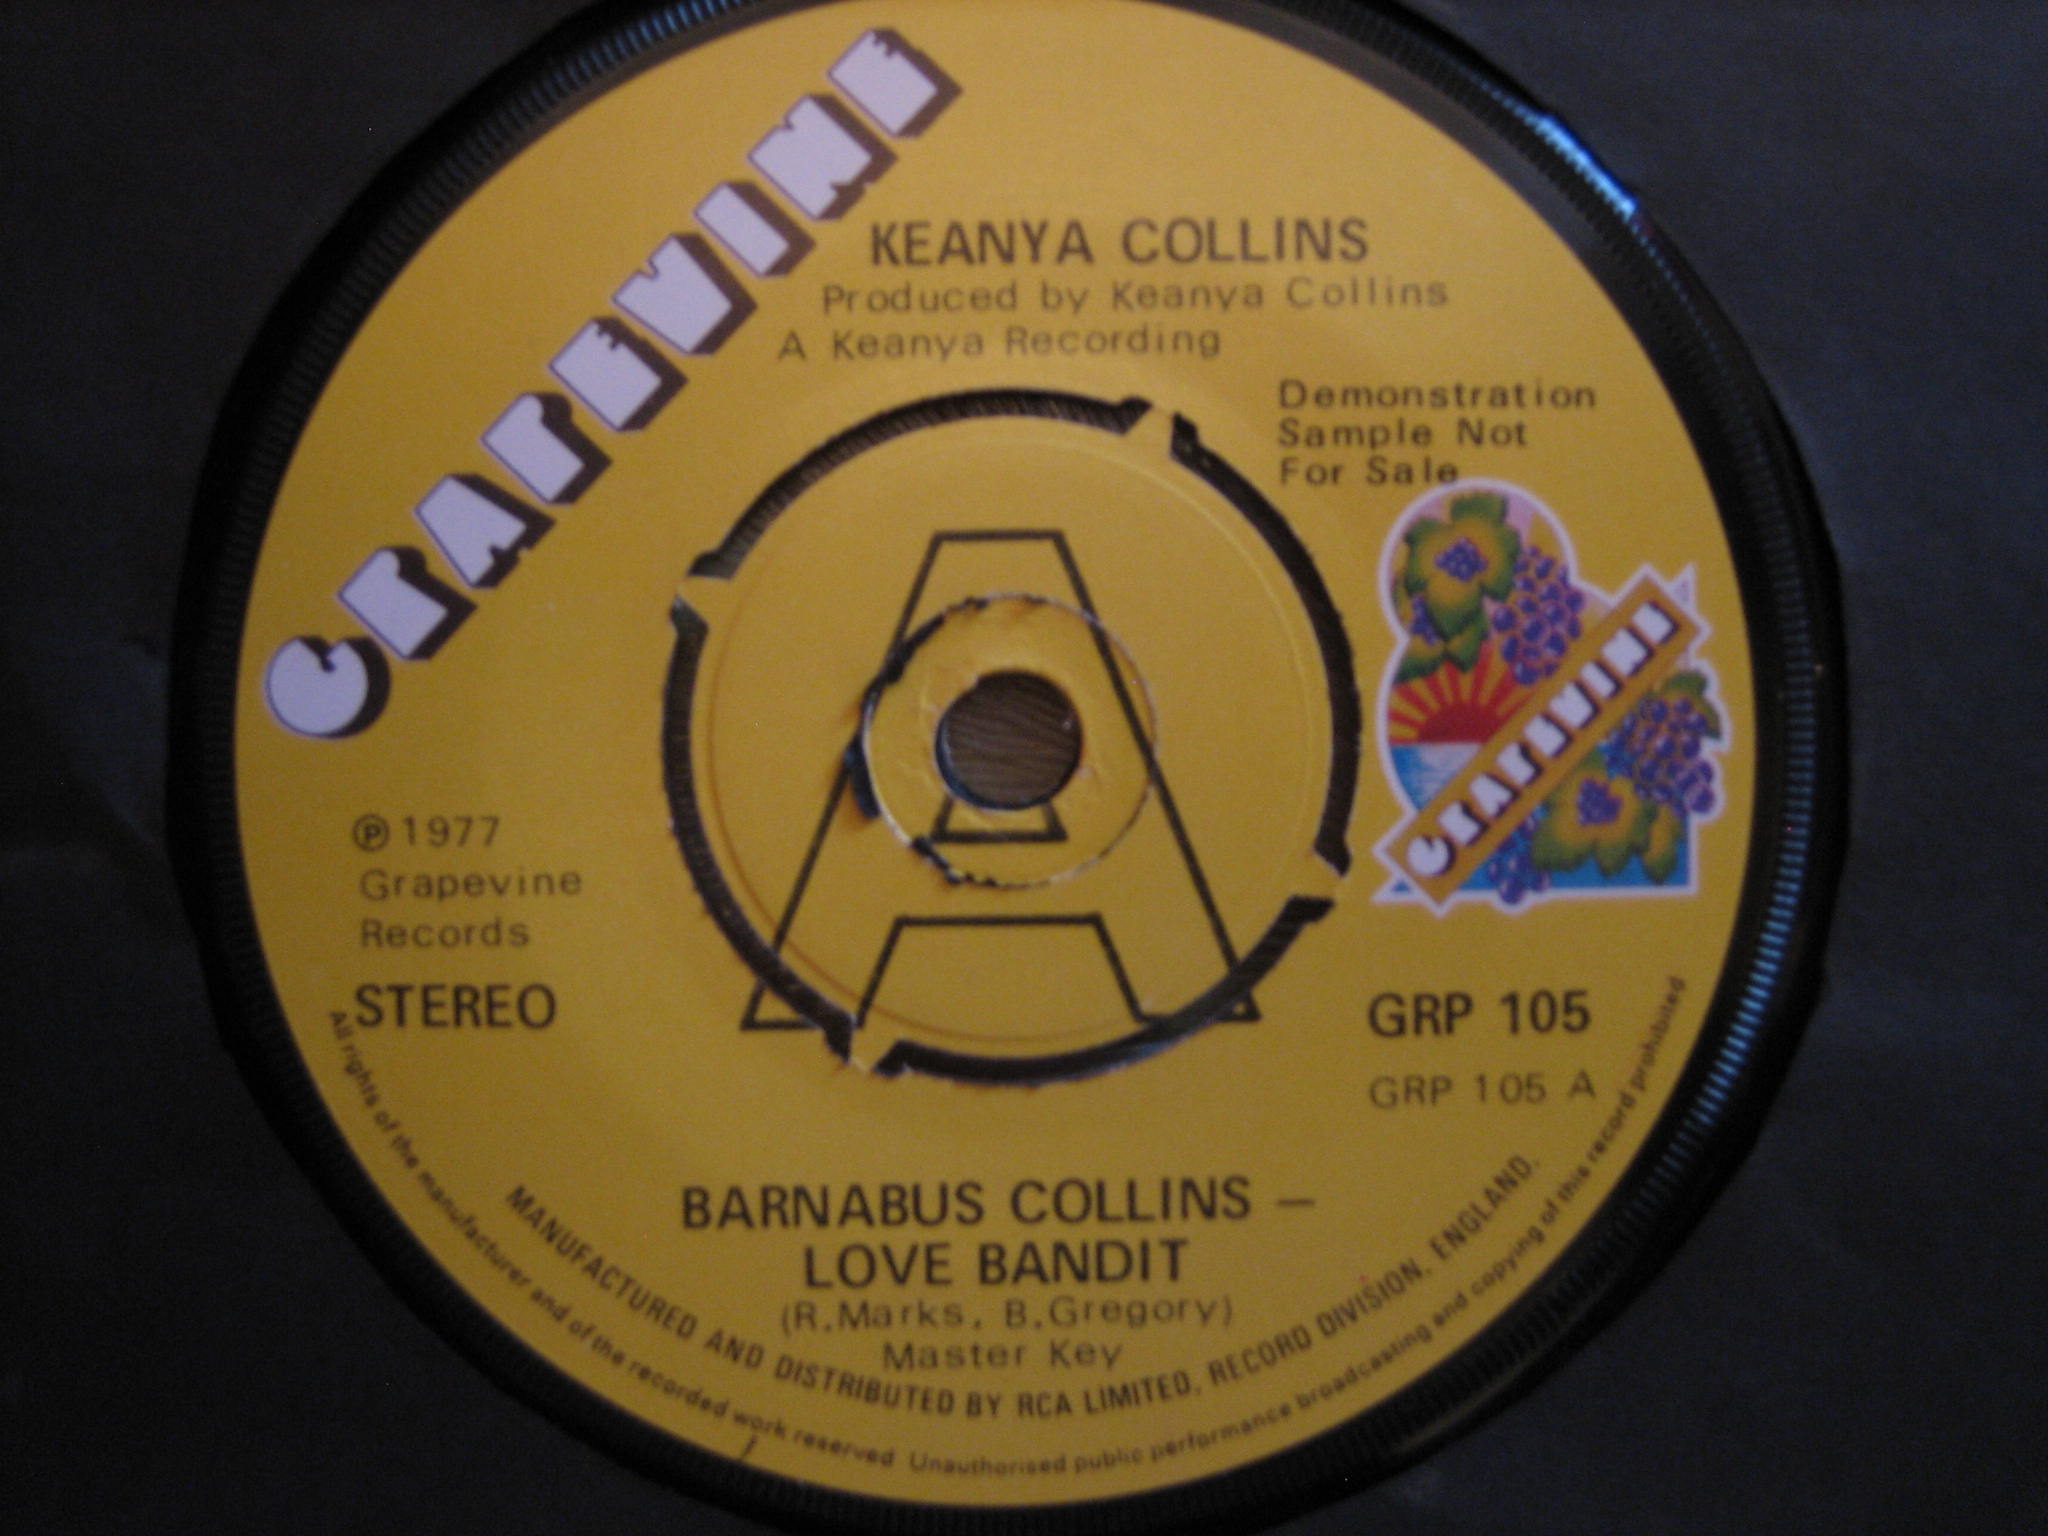 GRAPEVINE
KEANYA COLLINS
Produced by Keanya Collins
A Keanya Recording
Demonstration
Sample Not
For Sale
A
GRAPEVINE
℗ 1977
Grapevine
Records
STEREO
GRP 105
GRP 105 A
BARNABUS COLLINS –
LOVE BANDIT
(R.Marks, B.Gregory)
Master Key
MANUFACTURED AND DISTRIBUTED BY RCA LIMITED, RECORD DIVISION, ENGLAND.
All rights of the manufacturer and of the recorded work reserved Unauthorised public performance broadcasting and copying of this record prohibited